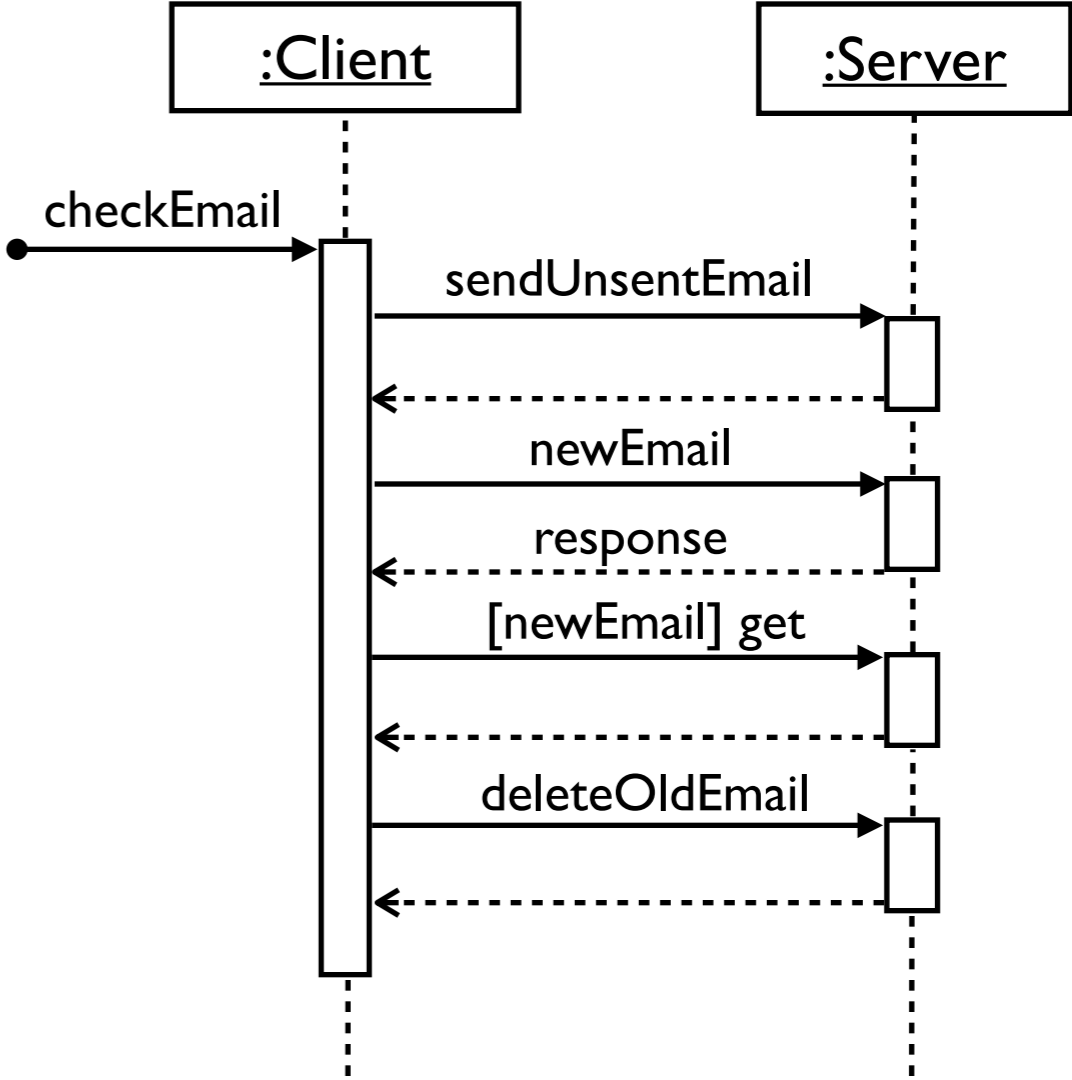 :Client
:Server
checkEmail
sendUnsentEmail
newEmail
response
[newEmail] get
deleteOldEmail